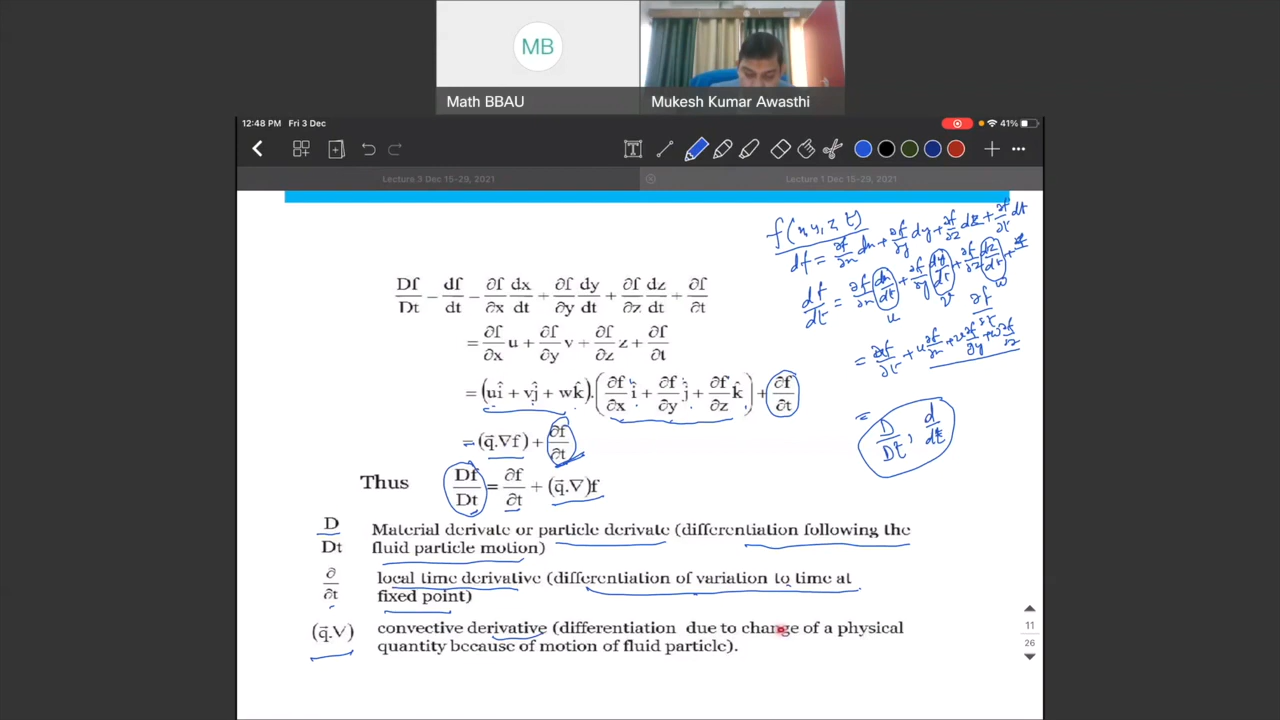 MB
Math BBAU
Mukesh Kumar Awasthi
12:48 PM Fri 3 Dec
41%
Lecture 3 Dec 15-29, 2021
Lecture 1 Dec 15-29, 2021
f(x,y,z,t)
df = ∂f/∂x dx + ∂f/∂y dy + ∂f/∂z dz + ∂f/∂t dt
df/dt = ∂f/∂x dx/dt + ∂f/∂y dy/dt + ∂f/∂z dz/dt +
u v w
∂f/∂t
= ∂f/∂t + u ∂f/∂x + v ∂f/∂y + w ∂f/∂z
=
D/Dt, d/dt
Df/Dt = df/dt = ∂f/∂x dx/dt + ∂f/∂y dy/dt + ∂f/∂z dz/dt + ∂f/∂t
= ∂f/∂x u + ∂f/∂y v + ∂f/∂z z + ∂f/∂t
= (uî + vĵ + wk̂).(∂f/∂x î + ∂f/∂y ĵ + ∂f/∂z k̂) + ∂f/∂t
= (q⃗.∇f) + ∂f/∂t
Thus Df/Dt = ∂f/∂t + (q⃗.∇)f
D/Dt Material derivate or particle derivate (differentiation following the
fluid particle motion)
∂/∂t local time derivative (differentiation of variation to time at
fixed point)
(q⃗.∇) convective derivative (differentiation due to change of a physical
quantity because of motion of fluid particle).
11
26